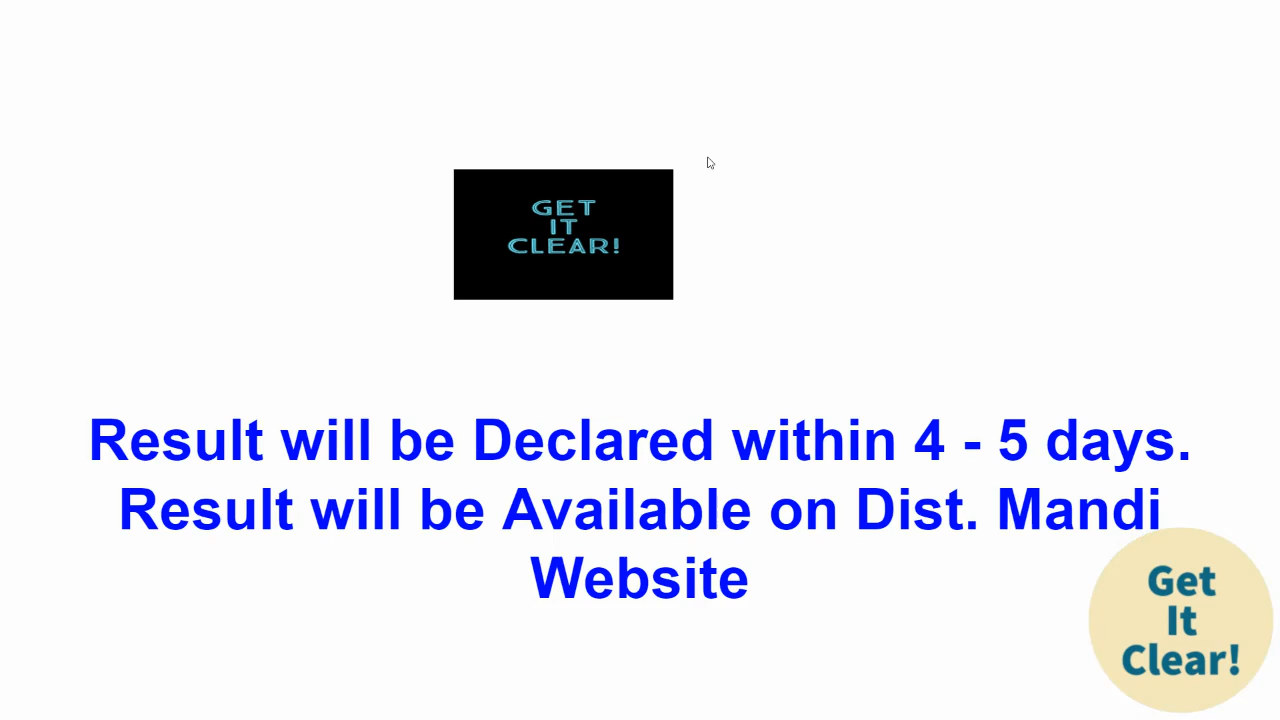 GET
IT
CLEAR!
Result will be Declared within 4 - 5 days.
Result will be Available on Dist. Mandi
Website
Get
It
Clear!